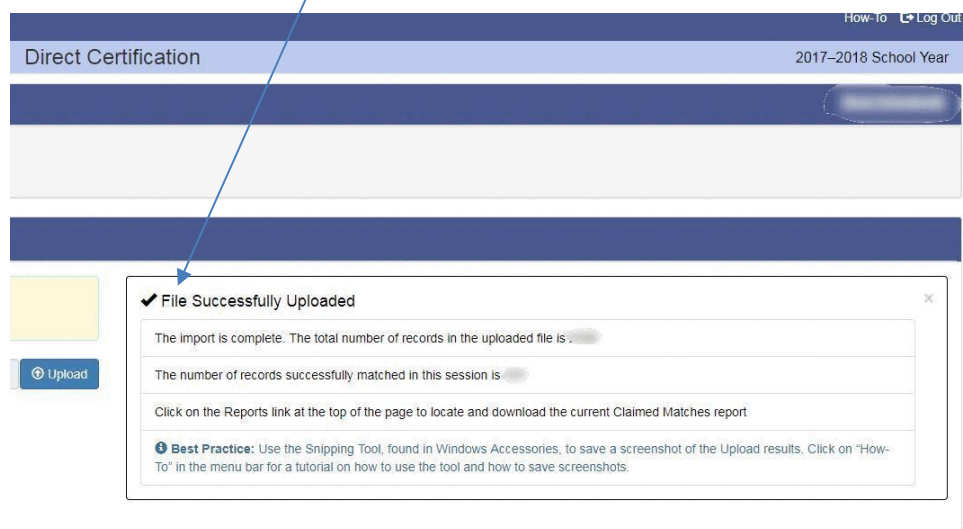 How-To Log Out
Direct Certification 2017–2018 School Year
File Successfully Uploaded ×
The import is complete. The total number of records in the uploaded file is
Upload
The number of records successfully matched in this session is
Click on the Reports link at the top of the page to locate and download the current Claimed Matches report
Best Practice: Use the Snipping Tool, found in Windows Accessories, to save a screenshot of the Upload results. Click on "How-
To" in the menu bar for a tutorial on how to use the tool and how to save screenshots.